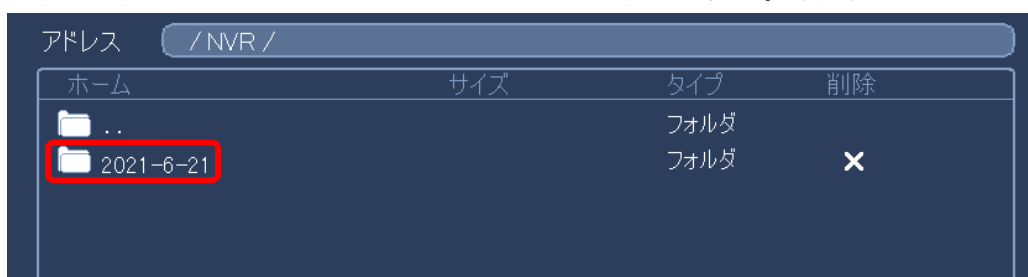 アドレス /NVR/
ホーム サイズ タイプ 削除
.. フォルダ
2021-6-21 フォルダ ×